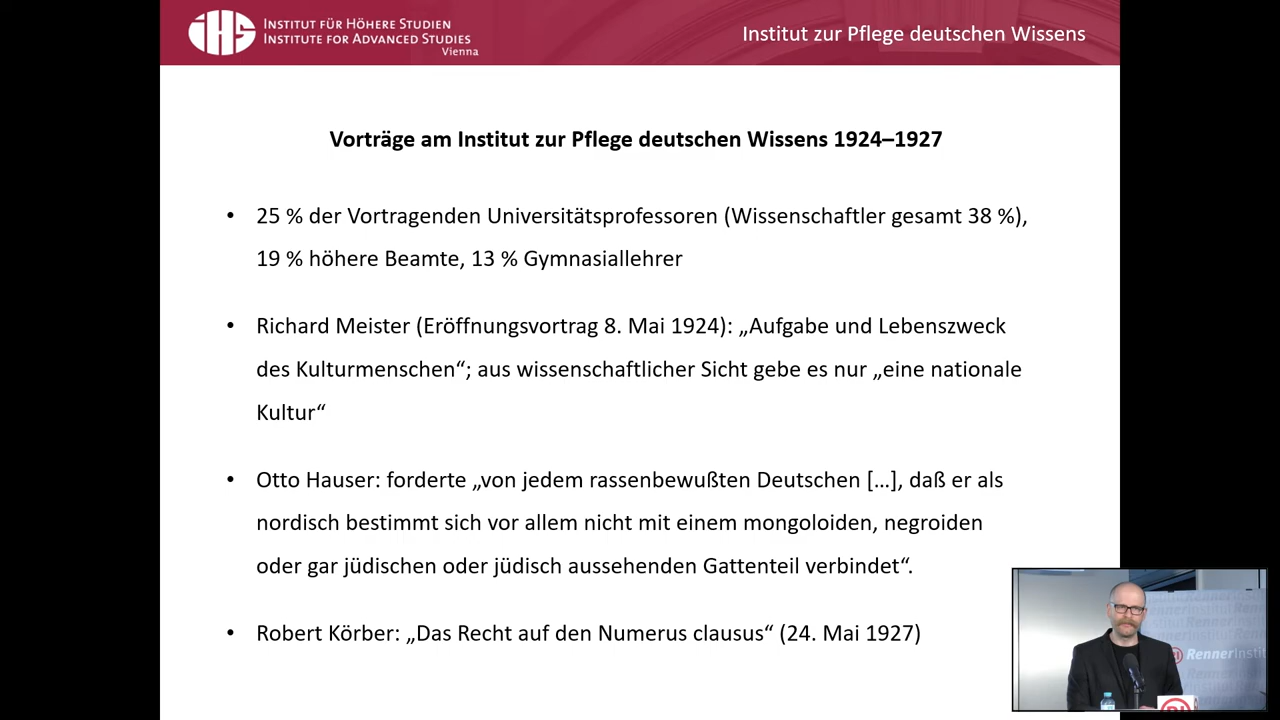 iHS
INSTITUT FÜR HÖHERE STUDIEN
INSTITUTE FOR ADVANCED STUDIES
Vienna
Institut zur Pflege deutschen Wissens
Vorträge am Institut zur Pflege deutschen Wissens 1924–1927
• 25 % der Vortragenden Universitätsprofessoren (Wissenschaftler gesamt 38 %),
19 % höhere Beamte, 13 % Gymnasiallehrer
• Richard Meister (Eröffnungsvortrag 8. Mai 1924): „Aufgabe und Lebenszweck
des Kulturmenschen“; aus wissenschaftlicher Sicht gebe es nur „eine nationale
Kultur“
• Otto Hauser: forderte „von jedem rassenbewußten Deutschen […], daß er als
nordisch bestimmt sich vor allem nicht mit einem mongoloiden, negroiden
oder gar jüdischen oder jüdisch aussehenden Gattenteil verbindet“.
• Robert Körber: „Das Recht auf den Numerus clausus“ (24. Mai 1927)
RennerInstit